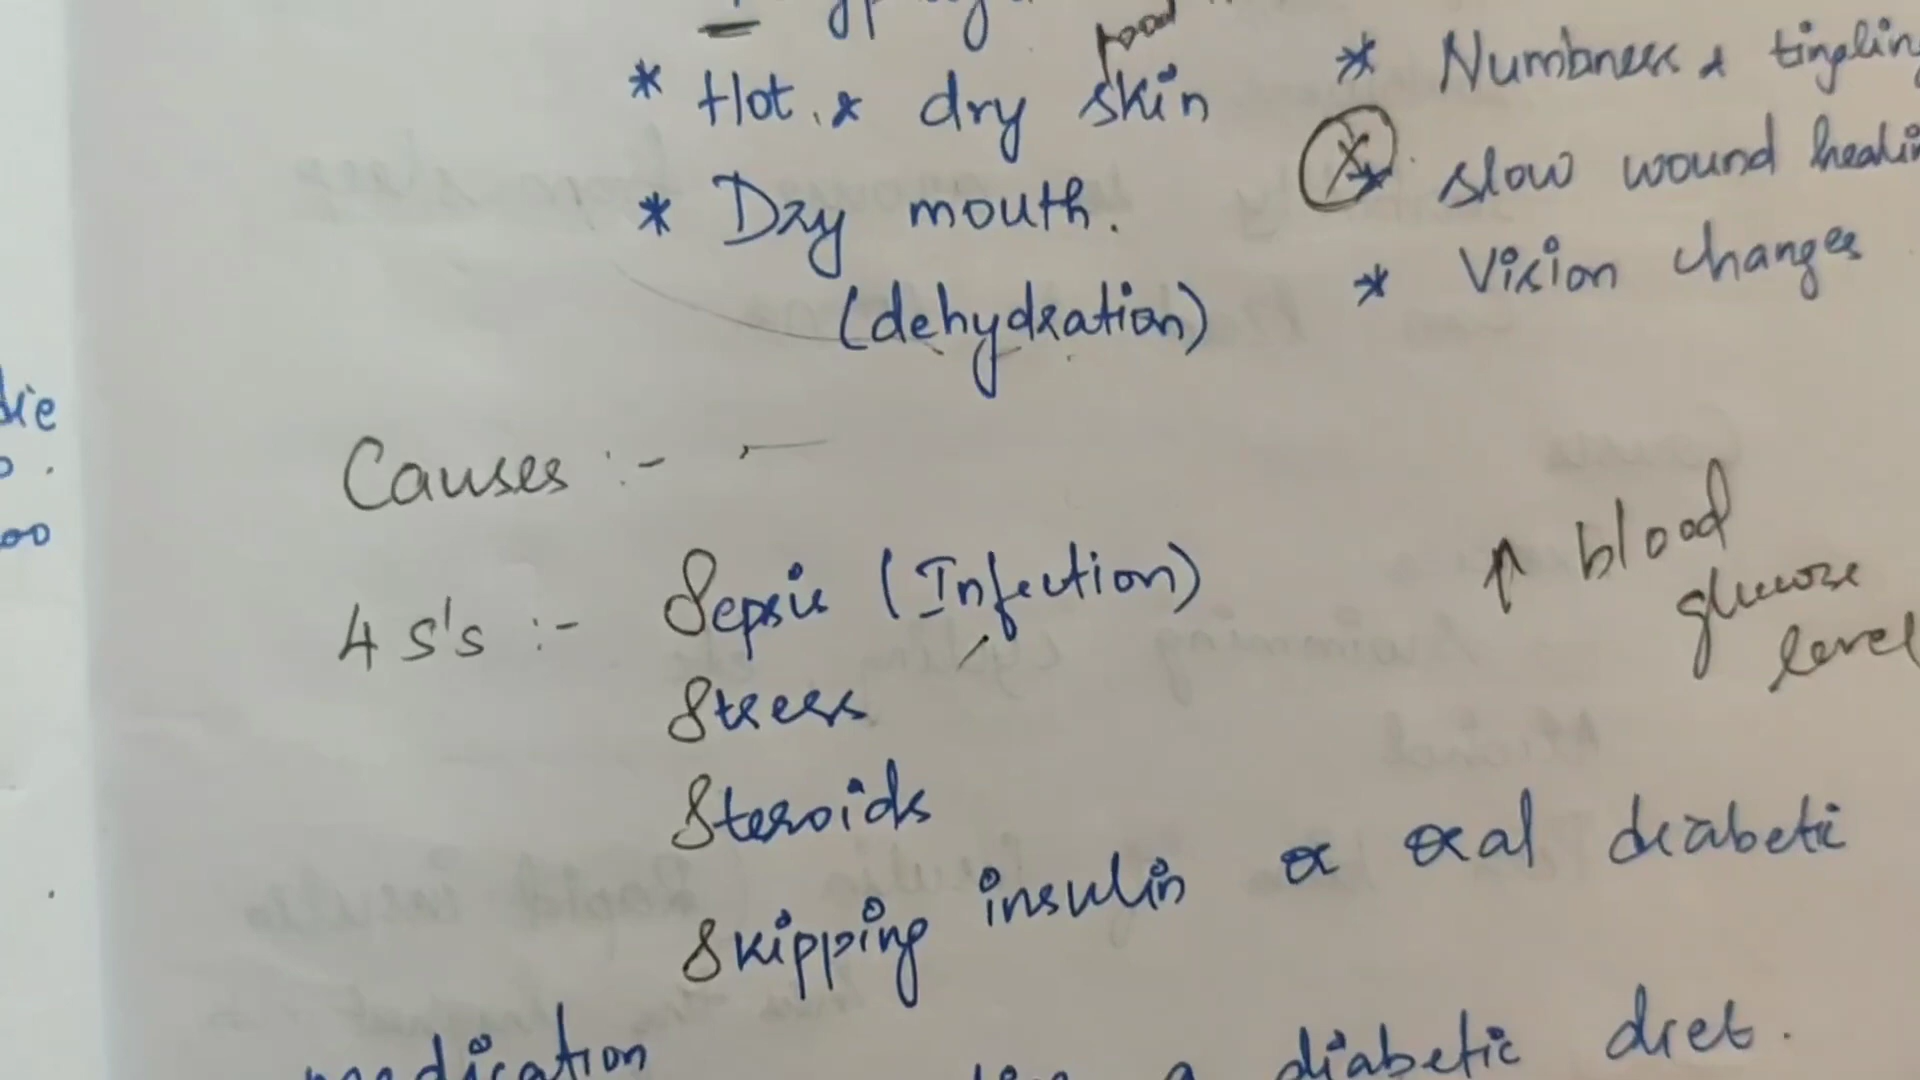 * Hot & dry skin
* Dry mouth.
(dehydration)
* Numbness & tingling
* slow wound healin
* Vision changes
Causes :-
4 S's :- Sepsis (Infection)
Stress
Steroids
Skipping insulin or oral diabetic
medication
a diabetic diet.
↑ blood
glucose
level